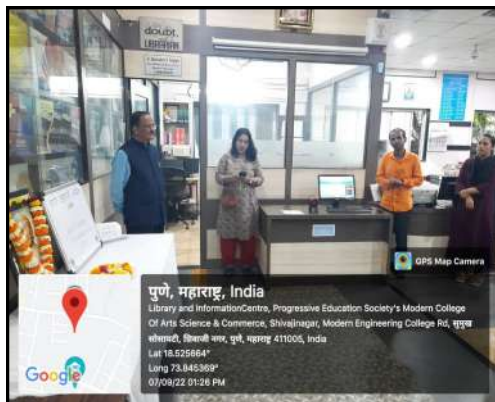 doubt,
LIBRARIAN
GPS Map Camera
पुणे, महाराष्ट्र, India
Library and InformationCentre, Progressive Education Society's Modern College
Of Arts Science & Commerce, Shivajinagar, Modern Engineering College Rd, सुमुख
सोसायटी, शिवाजी नगर, पुणे, महाराष्ट्र 411005, India
Lat 18.525664°
Long 73.845369°
07/09/22 01:26 PM
Google